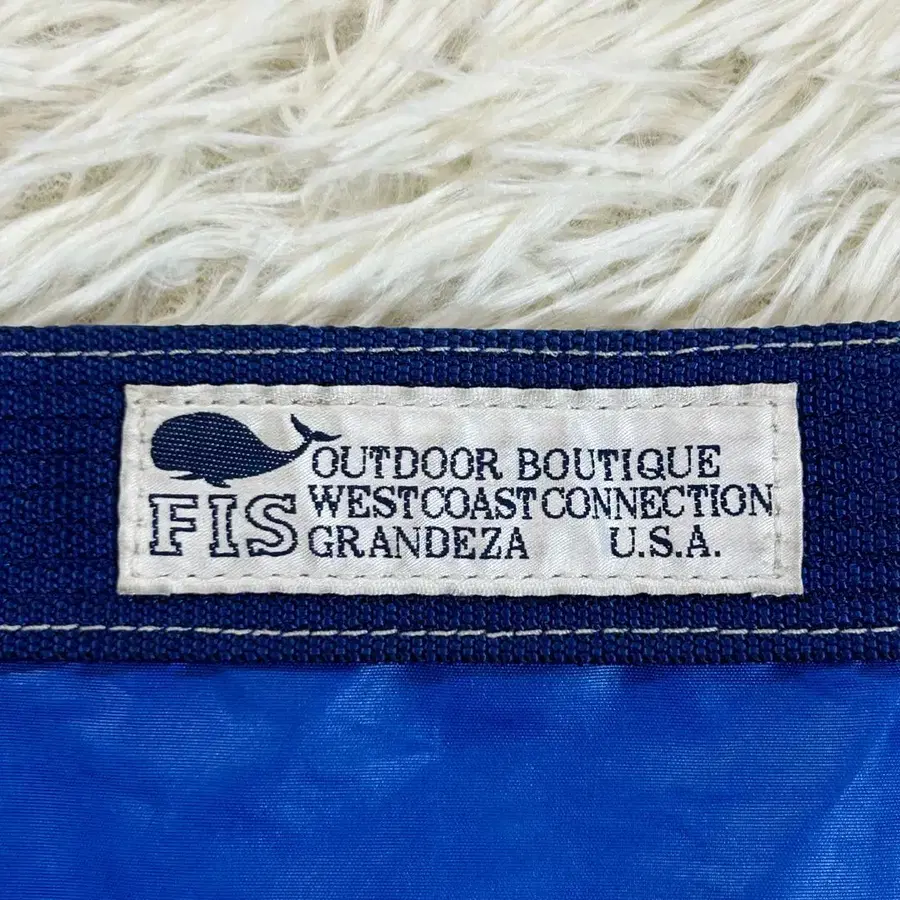 OUTDOOR BOUTIQUE
FIS WESTCOAST CONNECTION
GRANDEZA U.S.A.